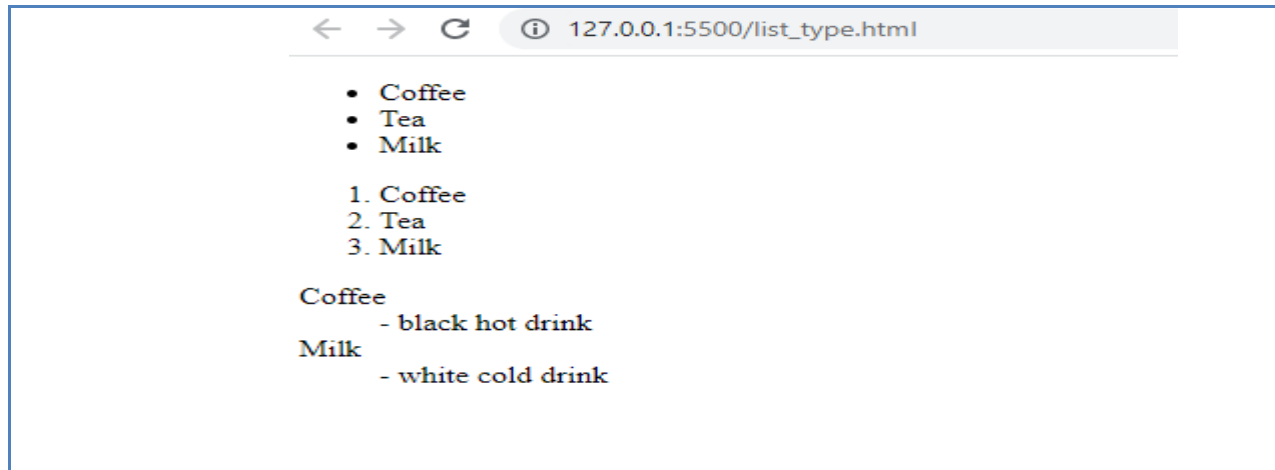 127.0.0.1:5500/list_type.html
• Coffee
• Tea
• Milk
1. Coffee
2. Tea
3. Milk
Coffee
- black hot drink
Milk
- white cold drink